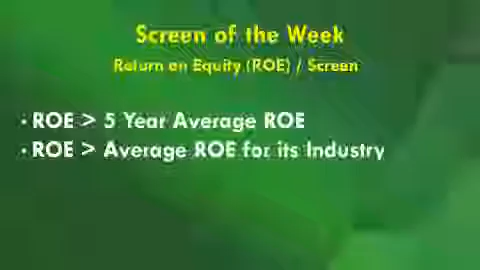 Screen of the Week
Return on Equity (ROE) / Screen
· ROE > 5 Year Average ROE
· ROE > Average ROE for its Industry